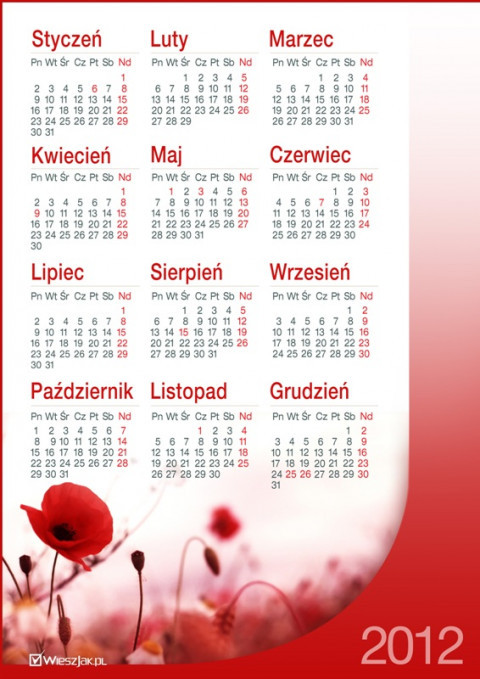 Styczeń
Pn Wt Śr Cz Pt Sb Nd
1
2 3 4 5 6 7 8
9 10 11 12 13 14 15
16 17 18 19 20 21 22
23 24 25 26 27 28 29
30 31
Luty
Pn Wt Śr Cz Pt Sb Nd
1 2 3 4 5
6 7 8 9 10 11 12
13 14 15 16 17 18 19
20 21 22 23 24 25 26
27 28 29
Marzec
Pn Wt Śr Cz Pt Sb Nd
1 2 3 4
5 6 7 8 9 10 11
12 13 14 15 16 17 18
19 20 21 22 23 24 25
26 27 28 29 30 31
Kwiecień
Pn Wt Śr Cz Pt Sb Nd
1
2 3 4 5 6 7 8
9 10 11 12 13 14 15
16 17 18 19 20 21 22
23 24 25 26 27 28 29
30
Maj
Pn Wt Śr Cz Pt Sb Nd
1 2 3 4 5 6
7 8 9 10 11 12 13
14 15 16 17 18 19 20
21 22 23 24 25 26 27
28 29 30 31
Czerwiec
Pn Wt Śr Cz Pt Sb Nd
1 2 3
4 5 6 7 8 9 10
11 12 13 14 15 16 17
18 19 20 21 22 23 24
25 26 27 28 29 30
Lipiec
Pn Wt Śr Cz Pt Sb Nd
1
2 3 4 5 6 7 8
9 10 11 12 13 14 15
16 17 18 19 20 21 22
23 24 25 26 27 28 29
30 31
Sierpień
Pn Wt Śr Cz Pt Sb Nd
1 2 3 4 5
6 7 8 9 10 11 12
13 14 15 16 17 18 19
20 21 22 23 24 25 26
27 28 29 30 31
Wrzesień
Pn Wt Śr Cz Pt Sb Nd
1 2
3 4 5 6 7 8 9
10 11 12 13 14 15 16
17 18 19 20 21 22 23
24 25 26 27 28 29 30
Październik
Pn Wt Śr Cz Pt Sb Nd
1 2 3 4 5 6 7
8 9 10 11 12 13 14
15 16 17 18 19 20 21
22 23 24 25 26 27 28
29 30 31
Listopad
Pn Wt Śr Cz Pt Sb Nd
1 2 3 4
5 6 7 8 9 10 11
12 13 14 15 16 17 18
19 20 21 22 23 24 25
26 27 28 29 30
Grudzień
Pn Wt Śr Cz Pt Sb Nd
1 2
3 4 5 6 7 8 9
10 11 12 13 14 15 16
17 18 19 20 21 22 23
24 25 26 27 28 29 30
31
WIESZJAK.PL
2012